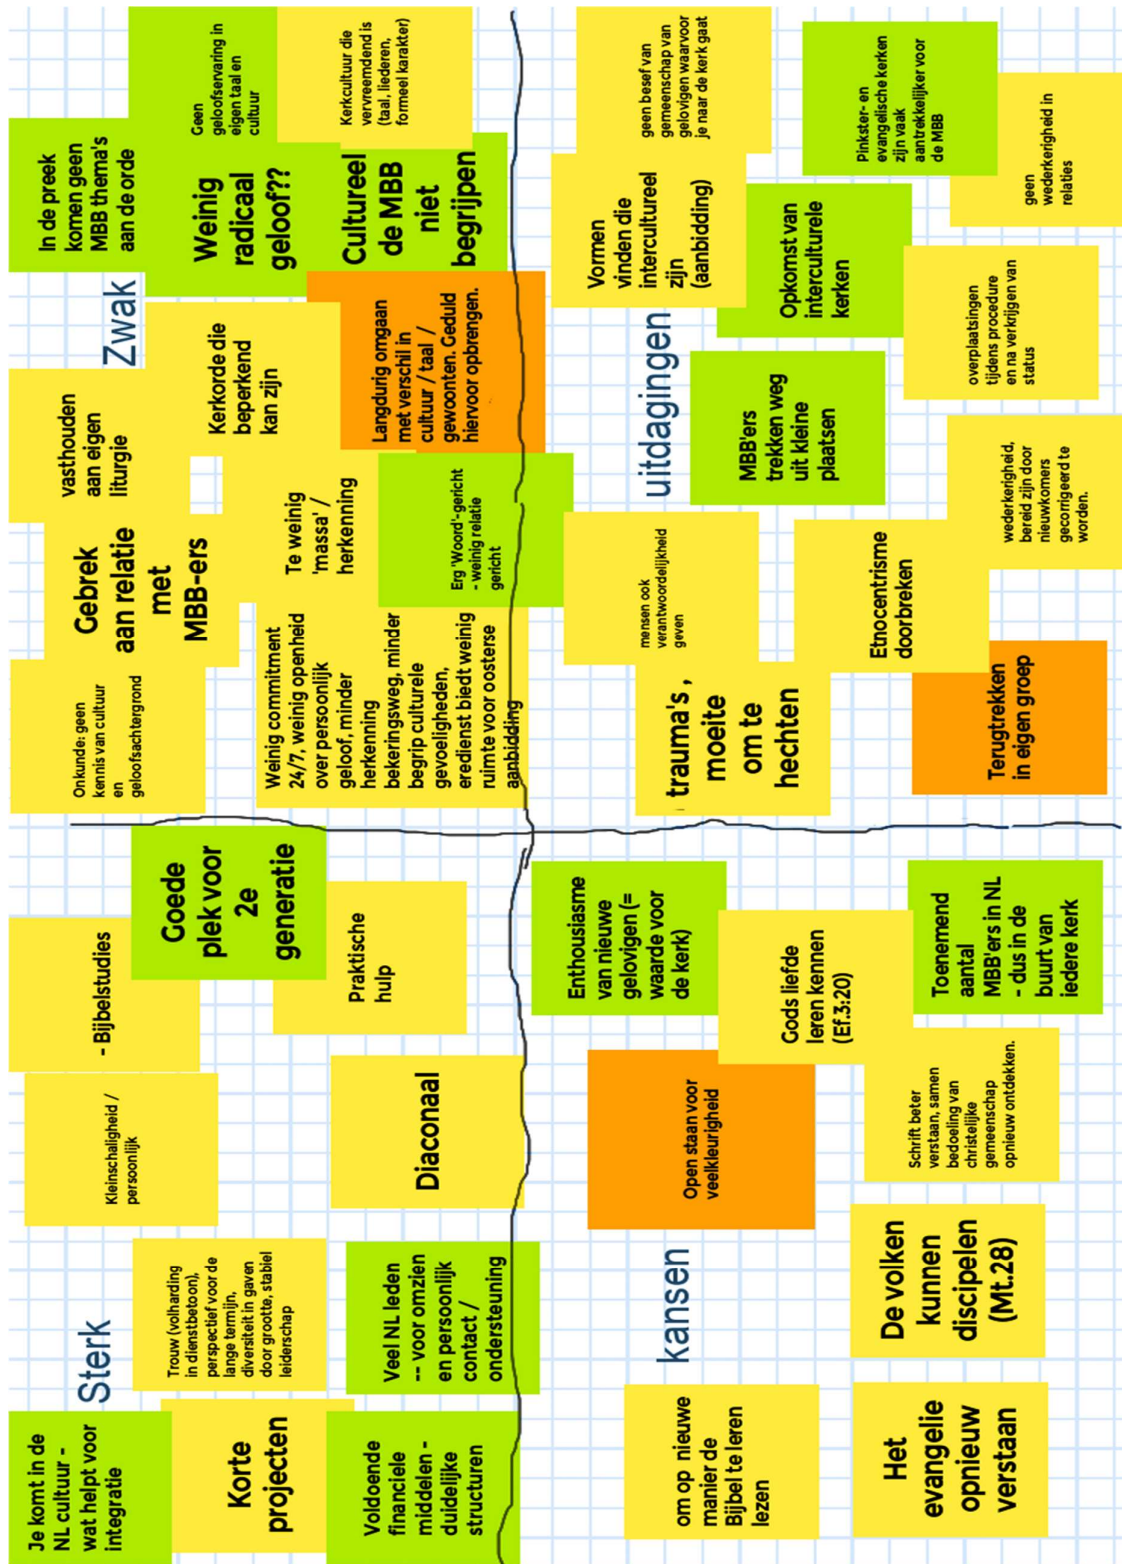 Sterk
Je komt in de
NL cultuur -
wat helpt voor
integratie
Korte
projecten
Voldoende
financiele
middelen -
duidelijke
structuren
Trouw (volharding
in dienstbetoon),
perspectief voor de
lange termijn,
diversiteit in gaven
door grootte, stabiel
leiderschap
Veel NL leden
-- voor omzien
en persoonlijk
contact /
ondersteuning
Kleinschaligheid /
persoonlijk
Diaconaal
- Bijbelstudies
Goede
plek voor
2e
generatie
Praktische
hulp
Zwak
Onkunde: geen
kennis van cultuur
en
geloofsachtergrond
Gebrek
aan relatie
met
MBB-ers
vasthouden
aan eigen
liturgie
Weinig commitment
24/7, weinig openheid
over persoonlijk
geloof, minder
herkenning
bekeringsweg, minder
begrip culturele
gevoeligheden,
eredienst biedt weinig
ruimte voor oosterse
aanbidding
Te weinig
'massa' /
herkenning
Erg 'Woord'-gericht
- weinig relatie
gericht
Kerkorde die
beperkend
kan zijn
Langdurig omgaan
met verschil in
cultuur / taal /
gewoonten. Geduld
hiervoor opbrengen.
In de preek
komen geen
MBB thema's
aan de orde
Weinig
radicaal
geloof??
Cultureel
de MBB
niet
begrijpen
Geen
geloofservaring in
eigen taal en
cultuur
Kerkcultuur die
vervreemdend is
(taal, liederen,
formeel karakter)
kansen
om op nieuwe
manier de
Bijbel te leren
lezen
Het
evangelie
opnieuw
verstaan
De volken
kunnen
discipelen
(Mt.28)
Open staan voor
veelkleurigheid
Schrift beter
verstaan, samen
bedoeling van
christelijke
gemeenschap
opnieuw ontdekken.
Enthousiasme
van nieuwe
gelovigen (=
waarde voor
de kerk)
Gods liefde
leren kennen
(Ef.3:20)
Toenemend
aantal
MBB'ers in NL
- dus in de
buurt van
iedere kerk
uitdagingen
trauma's ,
moeite
om te
hechten
mensen ook
verantwoordelijkheid
geven
Terugtrekken
in eigen groep
Etnocentrisme
doorbreken
wederkerigheid,
bereid zijn door
nieuwkomers
gecorrigeerd te
worden.
MBB'ers
trekken weg
uit kleine
plaatsen
overplaatsingen
tijdens procedure
en na verkrijgen van
status
Vormen
vinden die
intercultureel
zijn
(aanbidding)
Opkomst van
interculturele
kerken
geen besef van
gemeenschap van
gelovigen waarvoor
je naar de kerk gaat
Pinkster- en
evangelische kerken
zijn vaak
aantrekkelijker voor
de MBB
geen
wederkerigheid in
relaties